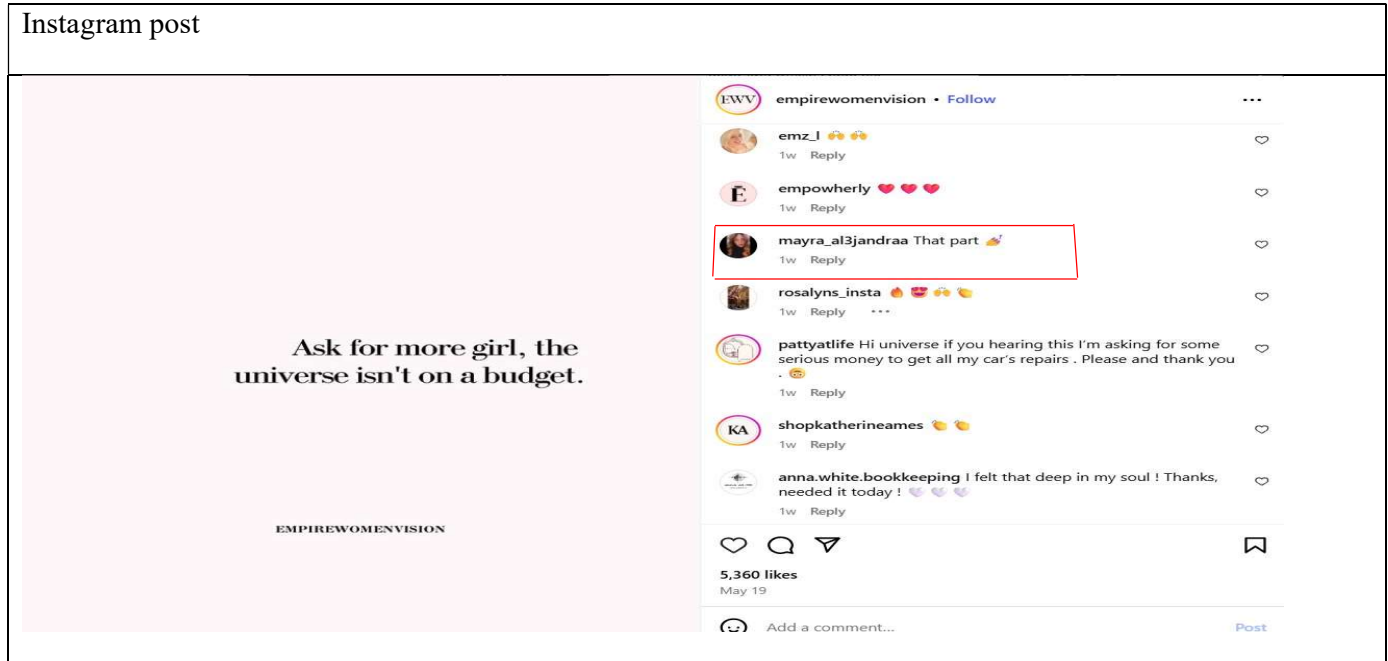 Instagram post
Ask for more girl, the
universe isn't on a budget.
EMPIREWOMENVISION
EWV
empirewomenvision • Follow
emz_l 🙌 🙌
1w Reply
Ē
empowherly ❤️ ❤️ ❤️
1w Reply
mayra_al3jandraa That part 💅
1w Reply
rosalyns_insta 🔥 😍 🙌 👏
1w Reply
pattyatlife Hi universe if you hearing this I'm asking for some
serious money to get all my car's repairs . Please and thank you
. 🙆
1w Reply
KA
shopkatherineames 👏 👏
1w Reply
anna.white.bookkeeping I felt that deep in my soul ! Thanks,
needed it today ! 🤍 🤍 🤍
1w Reply
5,360 likes
May 19
Add a comment...
Post